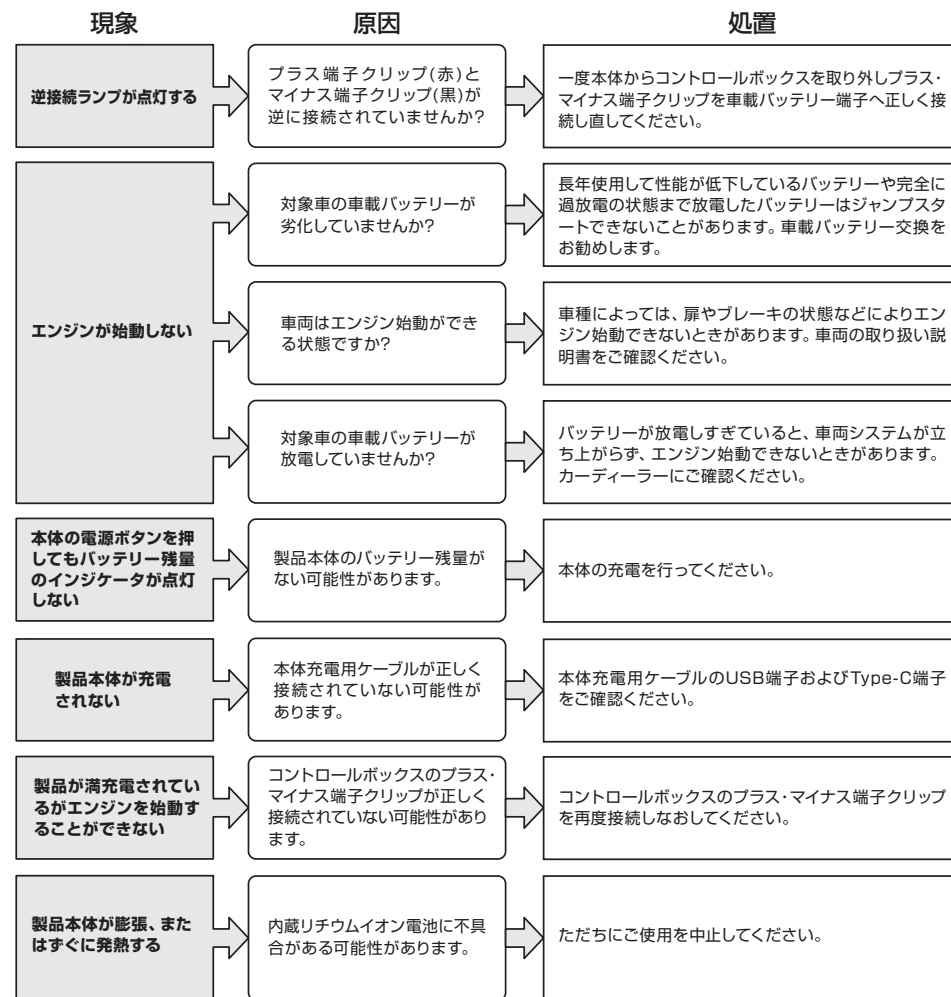 現象
原因
処置
逆接続ランプが点灯する
プラス端子クリップ(赤)と
マイナス端子クリップ(黒)が
逆に接続されていませんか?
一度本体からコントロールボックスを取り外しプラス・
マイナス端子クリップを車載バッテリー端子へ正しく接
続し直してください。
エンジンが始動しない
対象車の車載バッテリーが
劣化していませんか?
長年使用して性能が低下しているバッテリーや完全に
過放電の状態まで放電したバッテリーはジャンプスタ
ートできないことがあります。車載バッテリー交換を
お勧めします。
車両はエンジン始動ができ
る状態ですか?
車種によっては、扉やブレーキの状態などによりエン
ジン始動できないときがあります。車両の取り扱い説
明書をご確認ください。
対象車の車載バッテリーが
放電していませんか?
バッテリーが放電しすぎていると、車両システムが立
ち上がらず、エンジン始動できないときがあります。
カーディーラーにご確認ください。
本体の電源ボタンを押
してもバッテリー残量
のインジケータが点灯
しない
製品本体のバッテリー残量が
ない可能性があります。
本体の充電を行ってください。
製品本体が充電
されない
本体充電用ケーブルが正しく
接続されていない可能性が
あります。
本体充電用ケーブルのUSB端子およびType-C端子
をご確認ください。
製品が満充電されてい
るがエンジンを始動す
ることができない
コントロールボックスのプラス・
マイナス端子クリップが正しく
接続されていない可能性があり
ます。
コントロールボックスのプラス・マイナス端子クリップ
を再度接続しなおしてください。
製品本体が膨張、また
はずぐに発熱する
内蔵リチウムイオン電池に不具
合がある可能性があります。
ただちにご使用を中止してください。